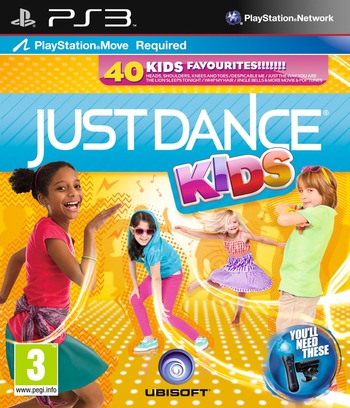 PS3
PlayStation®Network
PlayStation®Move Required
40 KIDS FAVOURITES!!!!!!!
HEADS, SHOULDERS, KNEES AND TOES / DESPICABLE ME / JUST THE WAY YOU ARE
THE LION SLEEPS TONIGHT / WHIP MY HAIR / JINGLE BELLS & MORE MOVIE & POP TUNES
JUST DANCE®
KIDS
3
www.pegi.info
UBISOFT
YOU'LL
NEED
THESE